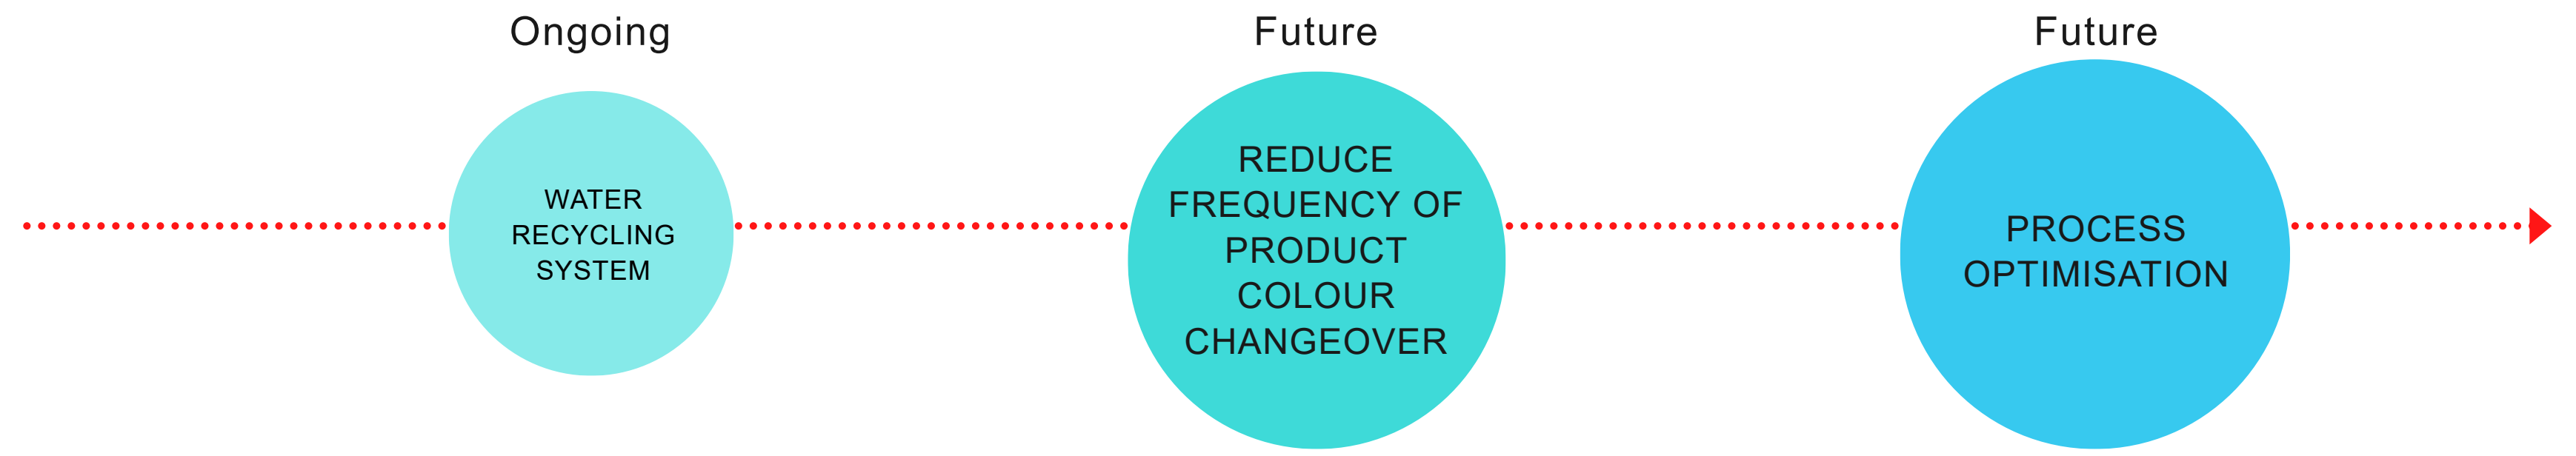 Ongoing
WATER
RECYCLING
SYSTEM
Future
REDUCE
FREQUENCY OF
PRODUCT
COLOUR
CHANGEOVER
Future
PROCESS
OPTIMISATION